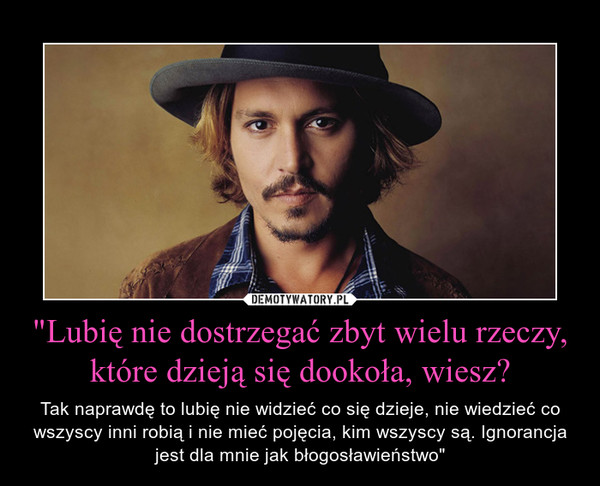 DEMOTYWATORY.PL
"Lubię nie dostrzegać zbyt wielu rzeczy,
które dzieją się dookoła, wiesz?
Tak naprawdę to lubię nie widzieć co się dzieje, nie wiedzieć co
wszyscy inni robią i nie mieć pojęcia, kim wszyscy są. Ignorancja
jest dla mnie jak błogosławieństwo"